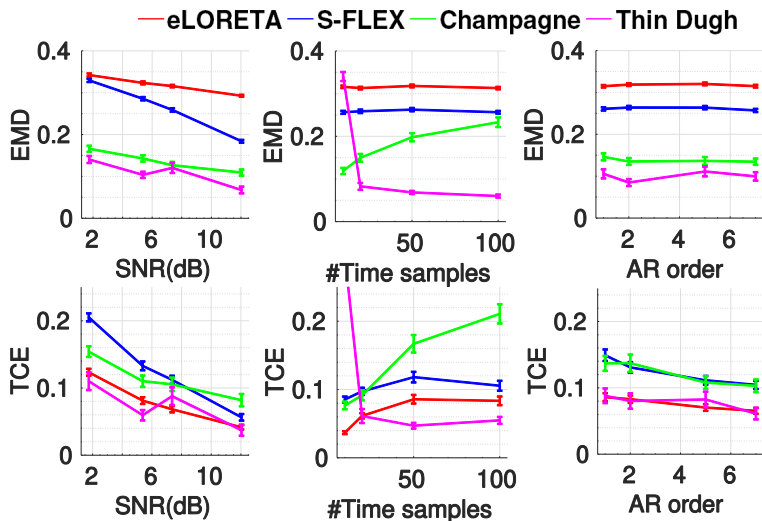 eLORETA S-FLEX Champagne Thin Dugh
0.4 0.4 0.4
EMD EMD EMD
0.2 0.2 0.2
0 0 0
2 6 10 50 100 2 4 6
SNR(dB) #Time samples AR order
0.2 0.2 0.2
TCE TCE TCE
0.1 0.1 0.1
0 0 0
2 6 10 50 100 2 4 6
SNR(dB) #Time samples AR order